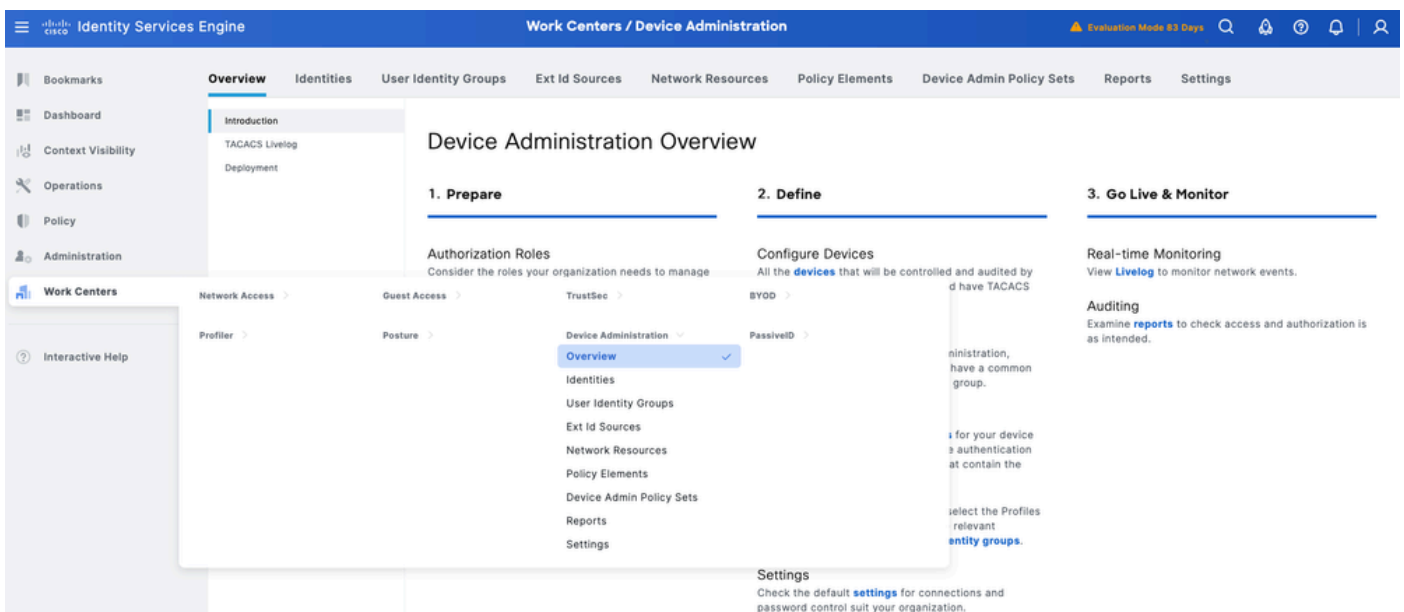 cisco Identity Services Engine
Work Centers / Device Administration
Evaluation Mode 83 Days
Bookmarks
Dashboard
Context Visibility
Operations
Policy
Administration
Work Centers
Interactive Help
Overview Identities User Identity Groups Ext Id Sources Network Resources Policy Elements Device Admin Policy Sets Reports Settings
Introduction
TACACS Livelog
Deployment
Device Administration Overview
1. Prepare
Authorization Roles
Consider the roles your organization needs to manage
2. Define
Configure Devices
All the devices that will be controlled and audited by
d have TACACS
ministration,
have a common
group.
s for your device
e authentication
at contain the
select the Profiles
relevant
entity groups.
Settings
Check the default settings for connections and
password control suit your organization.
3. Go Live & Monitor
Real-time Monitoring
View Livelog to monitor network events.
Auditing
Examine reports to check access and authorization is
as intended.
Network Access
Guest Access
TrustSec
BYOD
Profiler
Posture
Device Administration
PassiveID
Overview
Identities
User Identity Groups
Ext Id Sources
Network Resources
Policy Elements
Device Admin Policy Sets
Reports
Settings